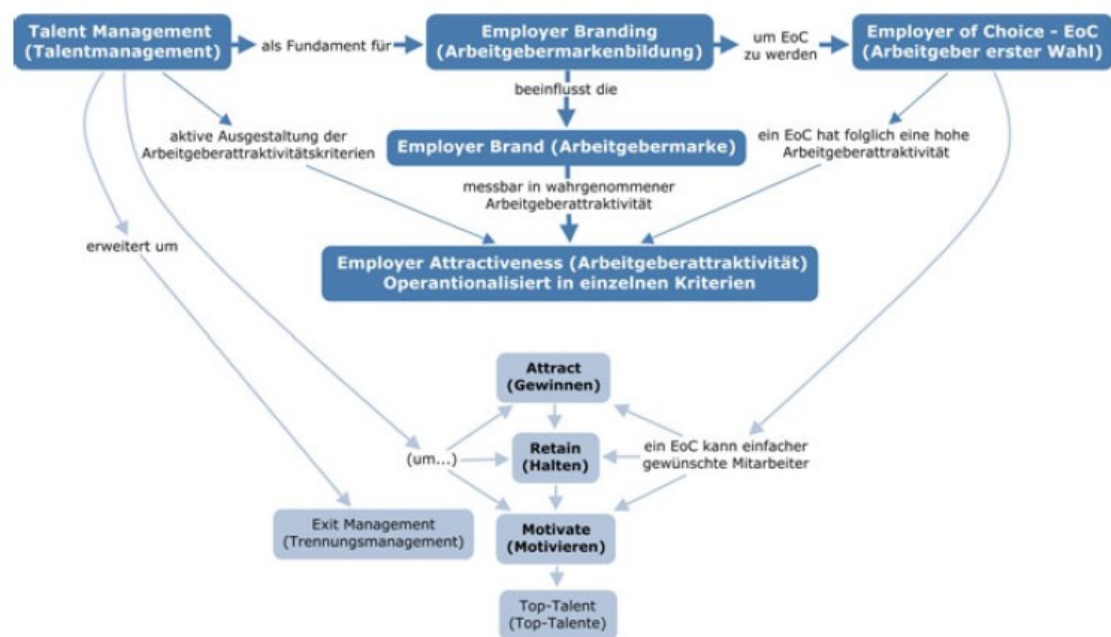 Talent Management
(Talentmanagement)
als Fundament für
Employer Branding
(Arbeitgebermarkenbildung)
um EoC
zu werden
Employer of Choice - EoC
(Arbeitgeber erster Wahl)
beeinflusst die
aktive Ausgestaltung der
Arbeitgeberattraktivitätskriterien
Employer Brand (Arbeitgebermarke)
ein EoC hat folglich eine hohe
Arbeitgeberattraktivität
messbar in wahrgenommener
Arbeitgeberattraktivität
erweitert um
Employer Attractiveness (Arbeitgeberattraktivität)
Operantionalisiert in einzelnen Kriterien
Attract
(Gewinnen)
(um...)
Retain
(Halten)
ein EoC kann einfacher
gewünschte Mitarbeiter
Exit Management
(Trennungsmanagement)
Motivate
(Motivieren)
Top-Talent
(Top-Talente)